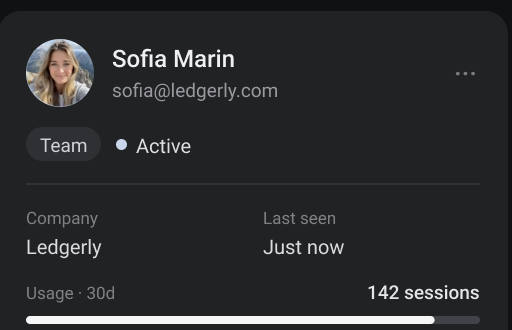 Sofia Marin
sofia@ledgerly.com
Team
Active
Company
Last seen
Ledgerly
Just now
Usage · 30d
142 sessions